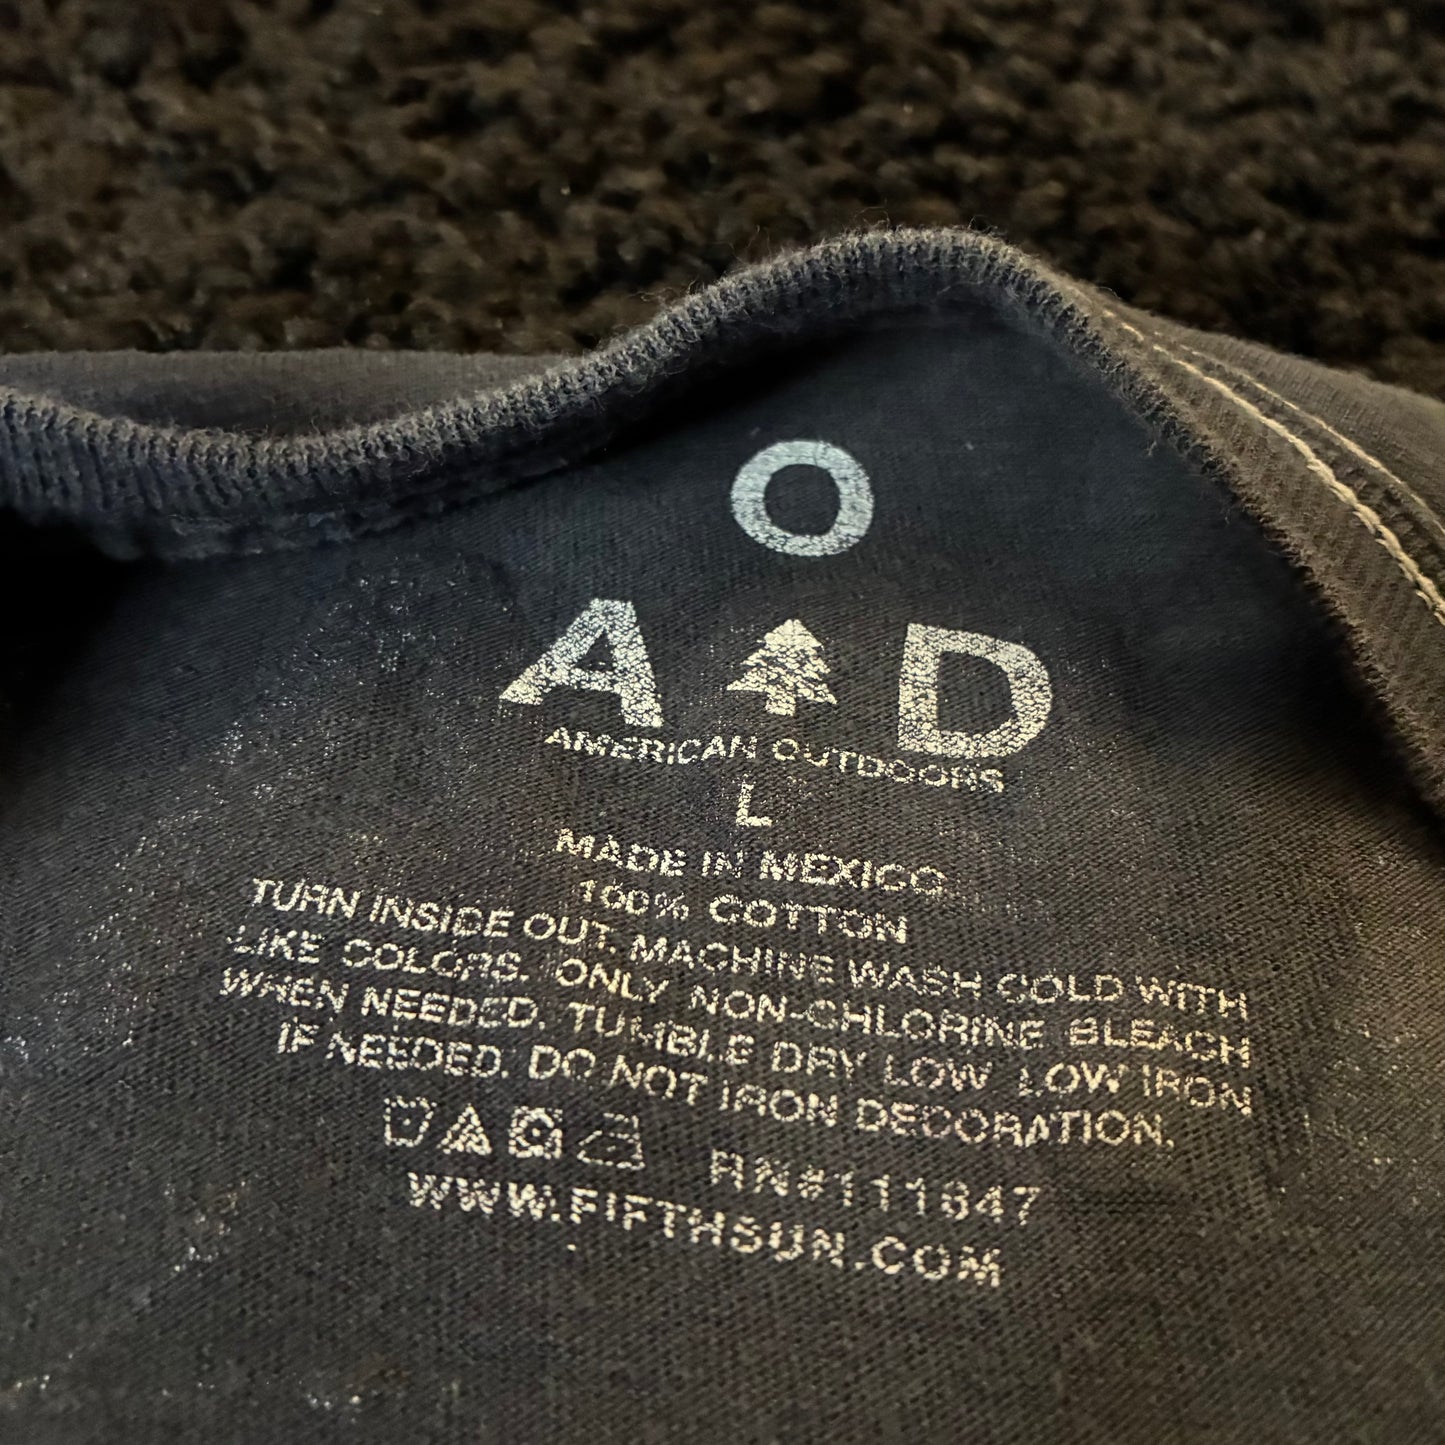 O
A D
AMERICAN OUTDOORS
L
MADE IN MEXICO
100% COTTON
TURN INSIDE OUT. MACHINE WASH COLD WITH
LIKE COLORS. ONLY NON-CHLORINE BLEACH
WHEN NEEDED. TUMBLE DRY LOW. LOW IRON
IF NEEDED. DO NOT IRON DECORATION.
RN#111647
WWW.FIFTHSUN.COM